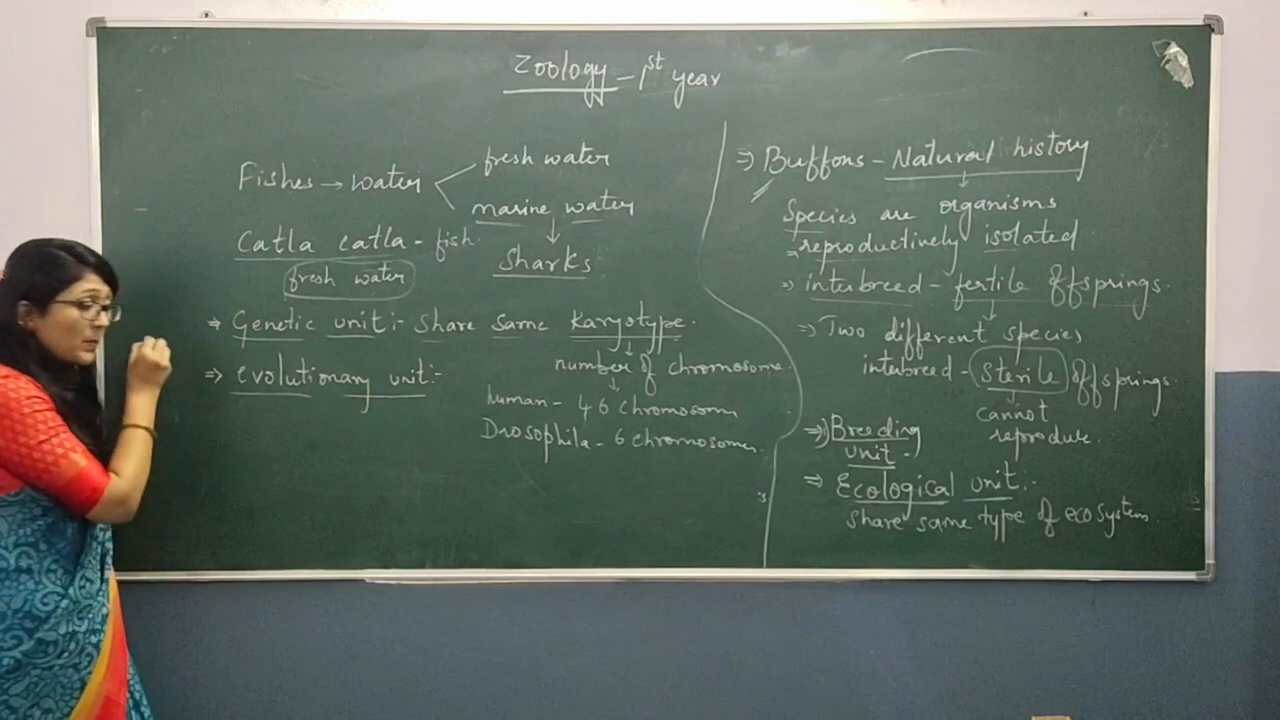 Zoology - 1st year
Fishes → water
fresh water
marine water
↓
Sharks
Catla catla - fish.
fresh water
⇒ Genetic unit:- Share same Karyotype.
↓
number of chromosome.
↓
human - 46 chromosom
Drosophila - 6 chromosomes.
⇒ evolutionary unit:-
⇒ Buffons - Natural history
↓
Species are organisms
→ reproductively isolated
⇒ interbreed - fertile offsprings.
↓
⇒ Two different species
interbreed - Sterile offsprings.
↓
cannot
reproduce.
⇒ Breeding
unit -
⇒ Ecological unit:-
share same type of ecosystem.